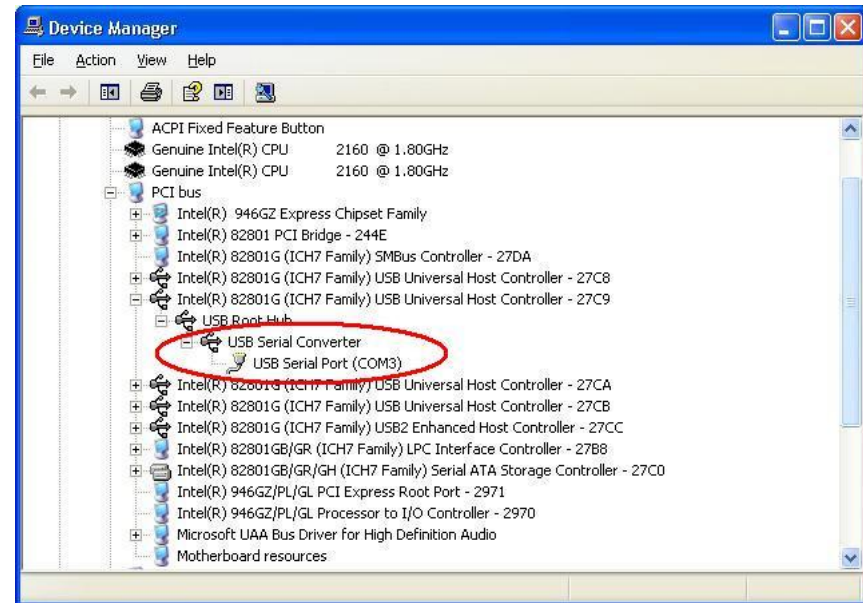 Device Manager
File Action View Help
ACPI Fixed Feature Button
Genuine Intel(R) CPU 2160 @ 1.80GHz
Genuine Intel(R) CPU 2160 @ 1.80GHz
PCI bus
Intel(R) 946GZ Express Chipset Family
Intel(R) 82801 PCI Bridge - 244E
Intel(R) 82801G (ICH7 Family) SMBus Controller - 27DA
Intel(R) 82801G (ICH7 Family) USB Universal Host Controller - 27C8
Intel(R) 82801G (ICH7 Family) USB Universal Host Controller - 27C9
USB Root Hub
USB Serial Converter
USB Serial Port (COM3)
Intel(R) 82801G (ICH7 Family) USB Universal Host Controller - 27CA
Intel(R) 82801G (ICH7 Family) USB Universal Host Controller - 27CB
Intel(R) 82801G (ICH7 Family) USB2 Enhanced Host Controller - 27CC
Intel(R) 82801GB/GR (ICH7 Family) LPC Interface Controller - 27B8
Intel(R) 82801GB/GR/GH (ICH7 Family) Serial ATA Storage Controller - 27C0
Intel(R) 946GZ/PL/GL PCI Express Root Port - 2971
Intel(R) 946GZ/PL/GL Processor to I/O Controller - 2970
Microsoft UAA Bus Driver for High Definition Audio
Motherboard resources